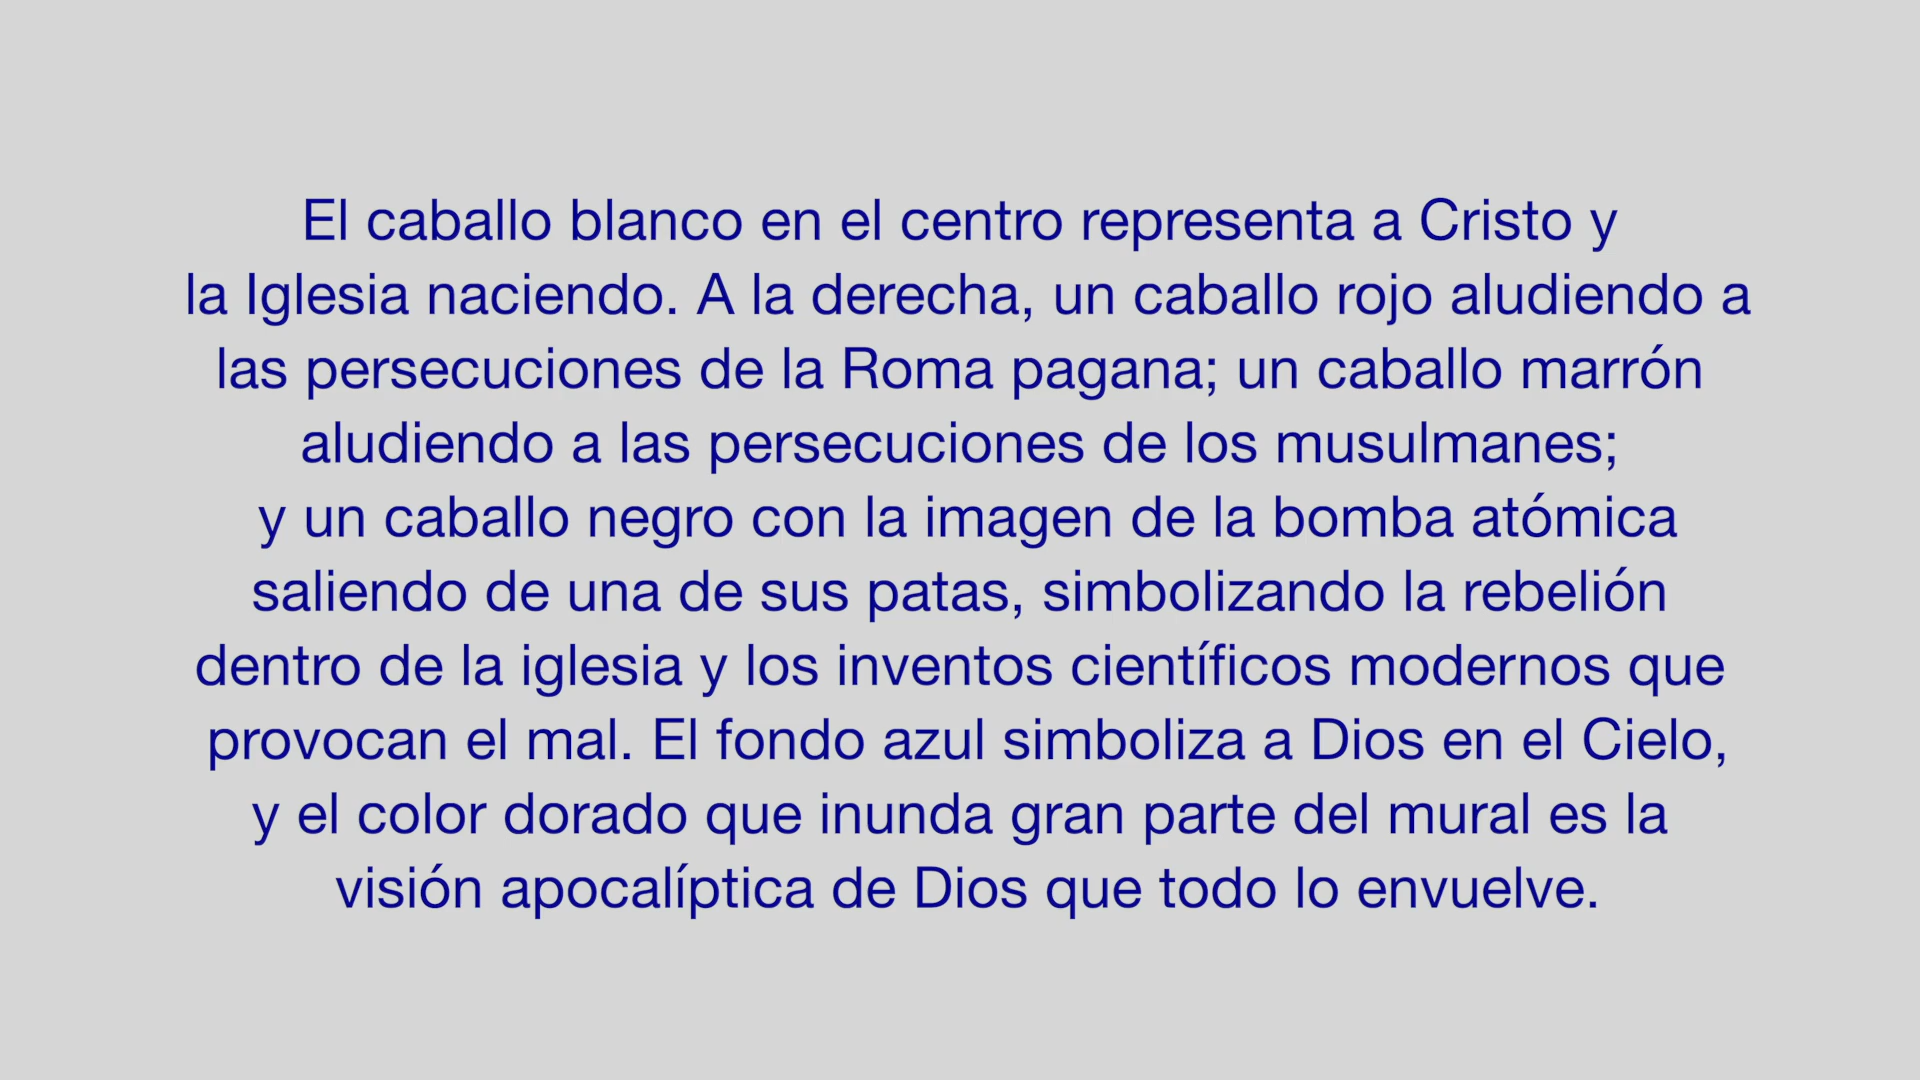 El caballo blanco en el centro representa a Cristo y
la Iglesia naciendo. A la derecha, un caballo rojo aludiendo a
las persecuciones de la Roma pagana; un caballo marrón
aludiendo a las persecuciones de los musulmanes;
y un caballo negro con la imagen de la bomba atómica
saliendo de una de sus patas, simbolizando la rebelión
dentro de la iglesia y los inventos científicos modernos que
provocan el mal. El fondo azul simboliza a Dios en el Cielo,
y el color dorado que inunda gran parte del mural es la
visión apocalíptica de Dios que todo lo envuelve.